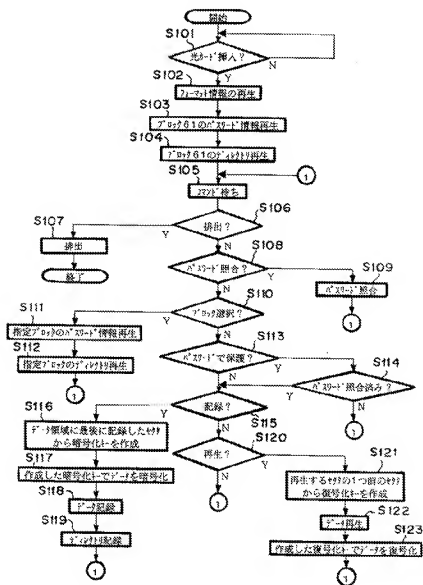 開始
S101
光カード挿入?
N
Y
S102
フォーマット情報の再生
S103
ブロック61のパスワード情報再生
S104
ブロック61のディレクトリ再生
1
S105
コマンド待ち
S106
S107
排出?
排出
Y
N
S108
終了
パスワード照合?
Y
S109
N
パスワード照合
S110
S111
ブロック選択?
1
Y
N
指定ブロックのパスワード情報再生
S113
S112
パスワードで保護?
Y
S114
指定ブロックのディレクトリ再生
N
パスワード照合済み?
1
Y
N
S116
記録?
1
Y
S115
データ領域に最後に記録したセクタ
から暗号化キーを作成
N
S120
S117
再生?
Y
S121
作成した暗号化キーでデータを暗号化
N
再生するセクタの1つ前のセクタ
から復号化キーを作成
S118
1
データ記録
S122
データ再生
S119
S123
ディレクトリ記録
作成した復号化キーでデータを復号化
1
1